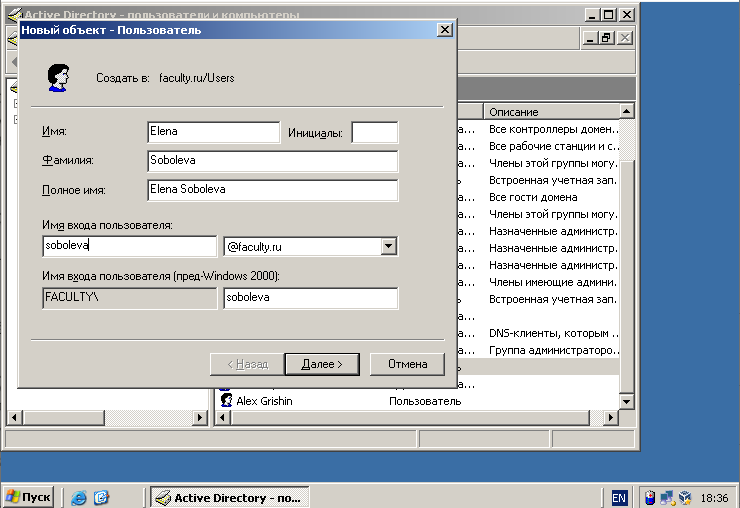 Active Directory - пользователи и компьютеры
Новый объект - Пользователь
Создать в: faculty.ru/Users
Имя: Elena Инициалы:
Фамилия: Soboleva
Полное имя: Elena Soboleva
Имя входа пользователя:
soboleva @faculty.ru
Имя входа пользователя (пред-Windows 2000):
FACULTY\ soboleva
< Назад Далее > Отмена
Описание
Все контроллеры домен...
Все рабочие станции и с...
Члены этой группы могу...
Встроенная учетная зап...
Все гости домена
Члены этой группы могу...
Назначенные администр...
Назначенные администр...
Назначенные администр...
Члены имеющие админи...
Встроенная учетная зап...
DNS-клиенты, которым ...
Группа администраторо...
Alex Grishin Пользователь
Пуск Active Directory - по... EN 18:36